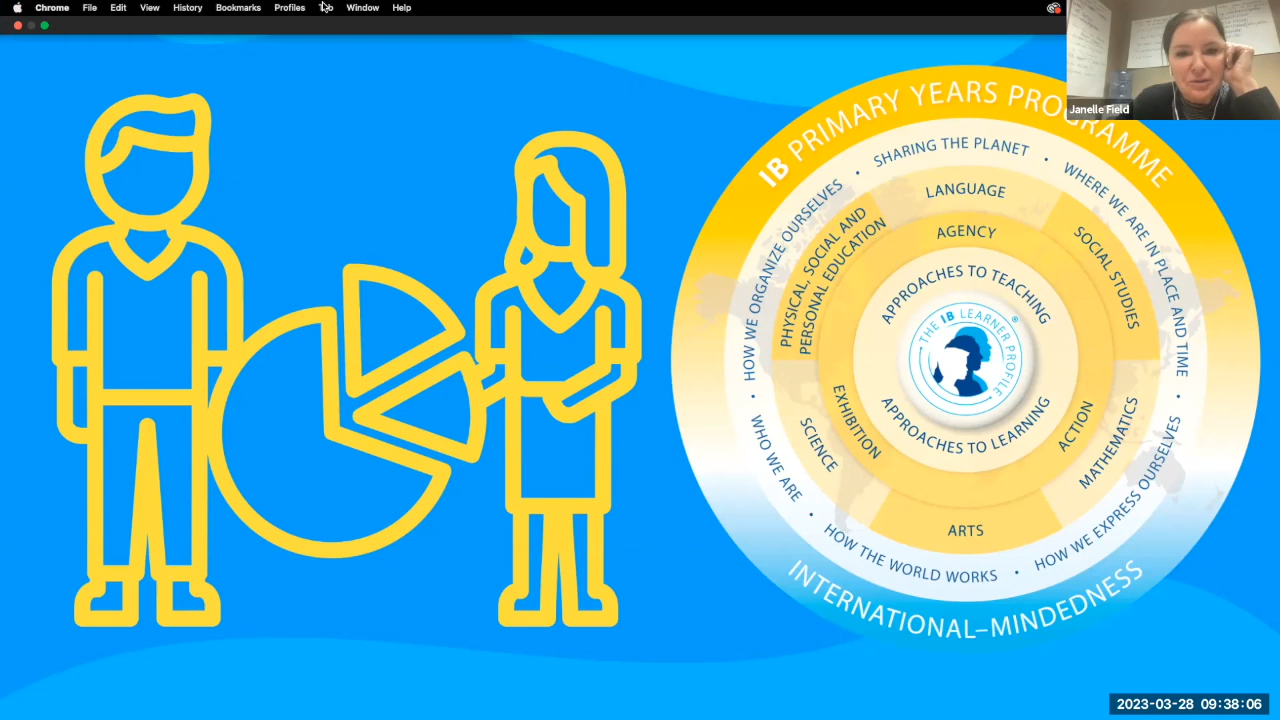 Chrome File Edit View History Bookmarks Profiles Window Help
Janelle Field
IB PRIMARY YEARS PROGRAMME
SHARING THE PLANET
WHERE WE ARE IN PLACE AND TIME
HOW WE EXPRESS OURSELVES
HOW THE WORLD WORKS
WHO WE ARE
HOW WE ORGANIZE OURSELVES
LANGUAGE
SOCIAL STUDIES
MATHEMATICS
ARTS
SCIENCE
PHYSICAL, SOCIAL AND
PERSONAL EDUCATION
AGENCY
ACTION
EXHIBITION
APPROACHES TO TEACHING
APPROACHES TO LEARNING
THE IB LEARNER PROFILE ®
INTERNATIONAL–MINDEDNESS
2023-03-28 09:38:06